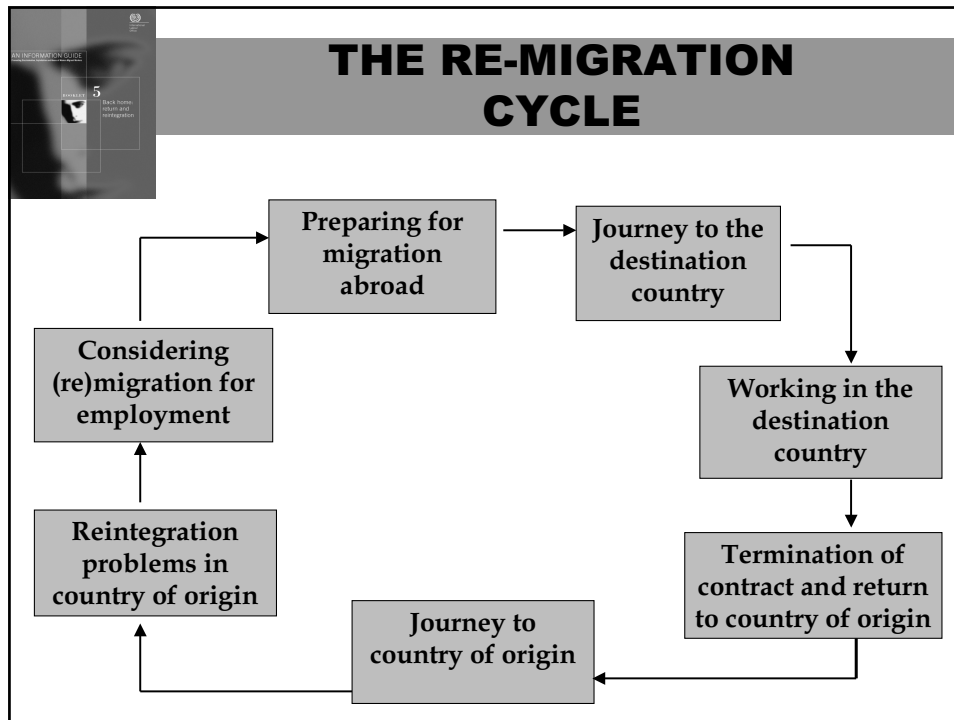 AN INFORMATION GUIDE
BOOKLET 5
Back home:
return and
reintegration
THE RE-MIGRATION
CYCLE
Preparing for
migration
abroad
Journey to the
destination
country
Considering
(re)migration for
employment
Working in the
destination
country
Reintegration
problems in
country of origin
Termination of
contract and return
to country of origin
Journey to
country of origin